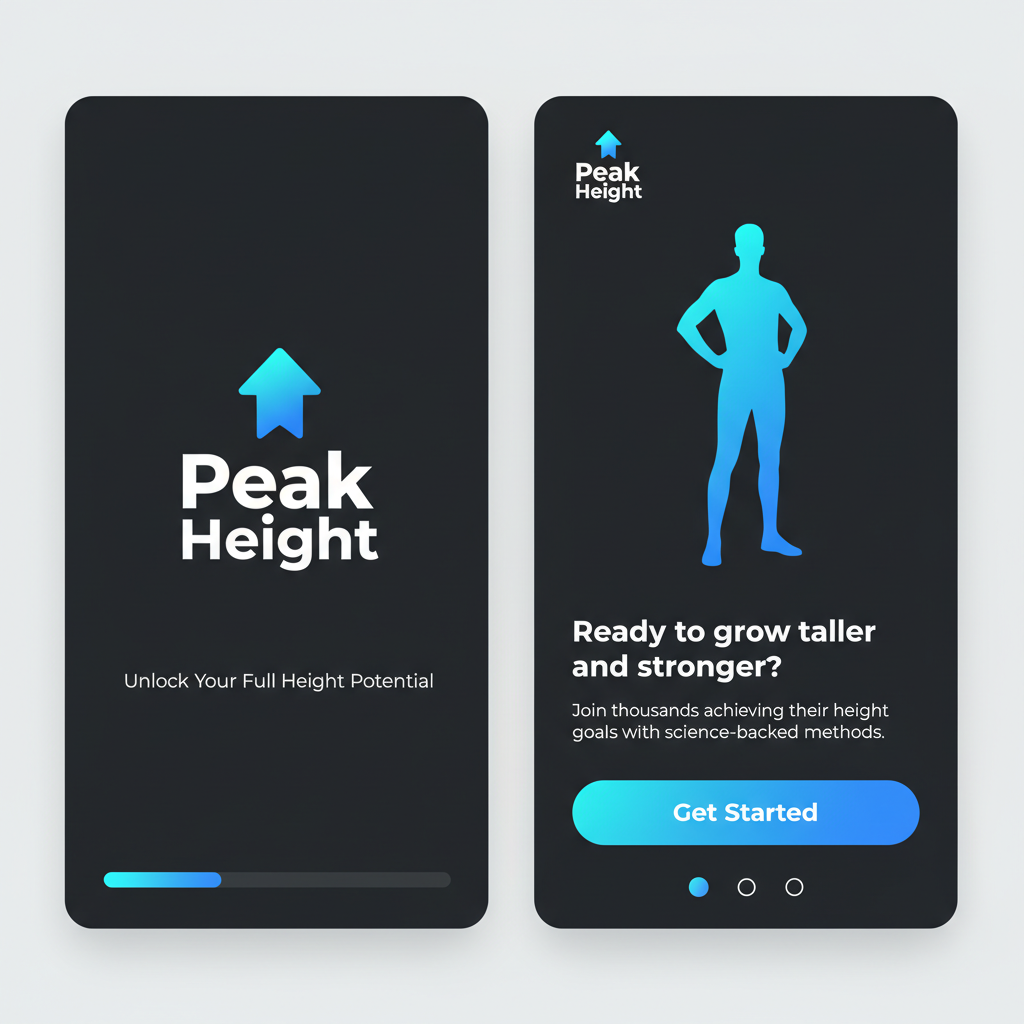 Peak
Height
Unlock Your Full Height Potential
Peak
Height
Ready to grow taller
and stronger?
Join thousands achieving their height
goals with science-backed methods.
Get Started